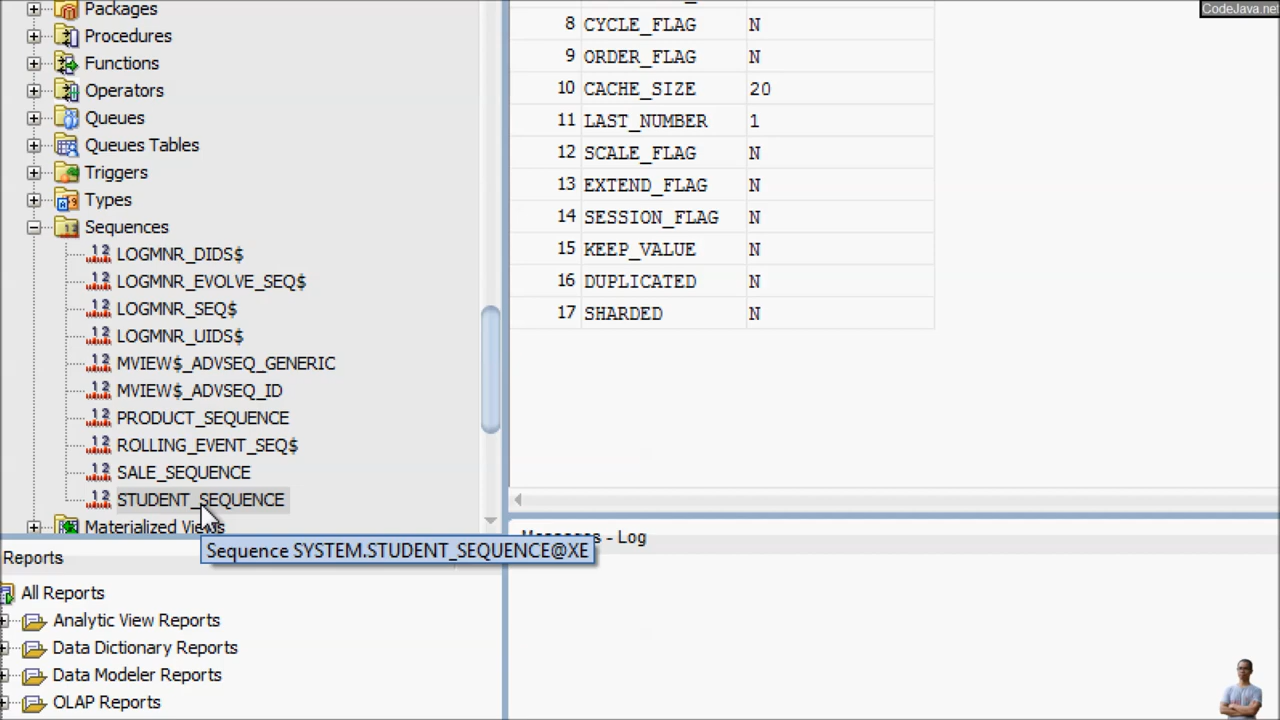 CodeJava.net
Packages
Procedures
Functions
Operators
Queues
Queues Tables
Triggers
Types
Sequences
LOGMNR_DIDS$
LOGMNR_EVOLVE_SEQ$
LOGMNR_SEQ$
LOGMNR_UIDS$
MVIEW$_ADVSEQ_GENERIC
MVIEW$_ADVSEQ_ID
PRODUCT_SEQUENCE
ROLLING_EVENT_SEQ$
SALE_SEQUENCE
STUDENT_SEQUENCE
Materialized Views
Sequence SYSTEM.STUDENT_SEQUENCE@XE
Reports
All Reports
Analytic View Reports
Data Dictionary Reports
Data Modeler Reports
OLAP Reports
8 CYCLE_FLAG N
9 ORDER_FLAG N
10 CACHE_SIZE 20
11 LAST_NUMBER 1
12 SCALE_FLAG N
13 EXTEND_FLAG N
14 SESSION_FLAG N
15 KEEP_VALUE N
16 DUPLICATED N
17 SHARDED N
- Log